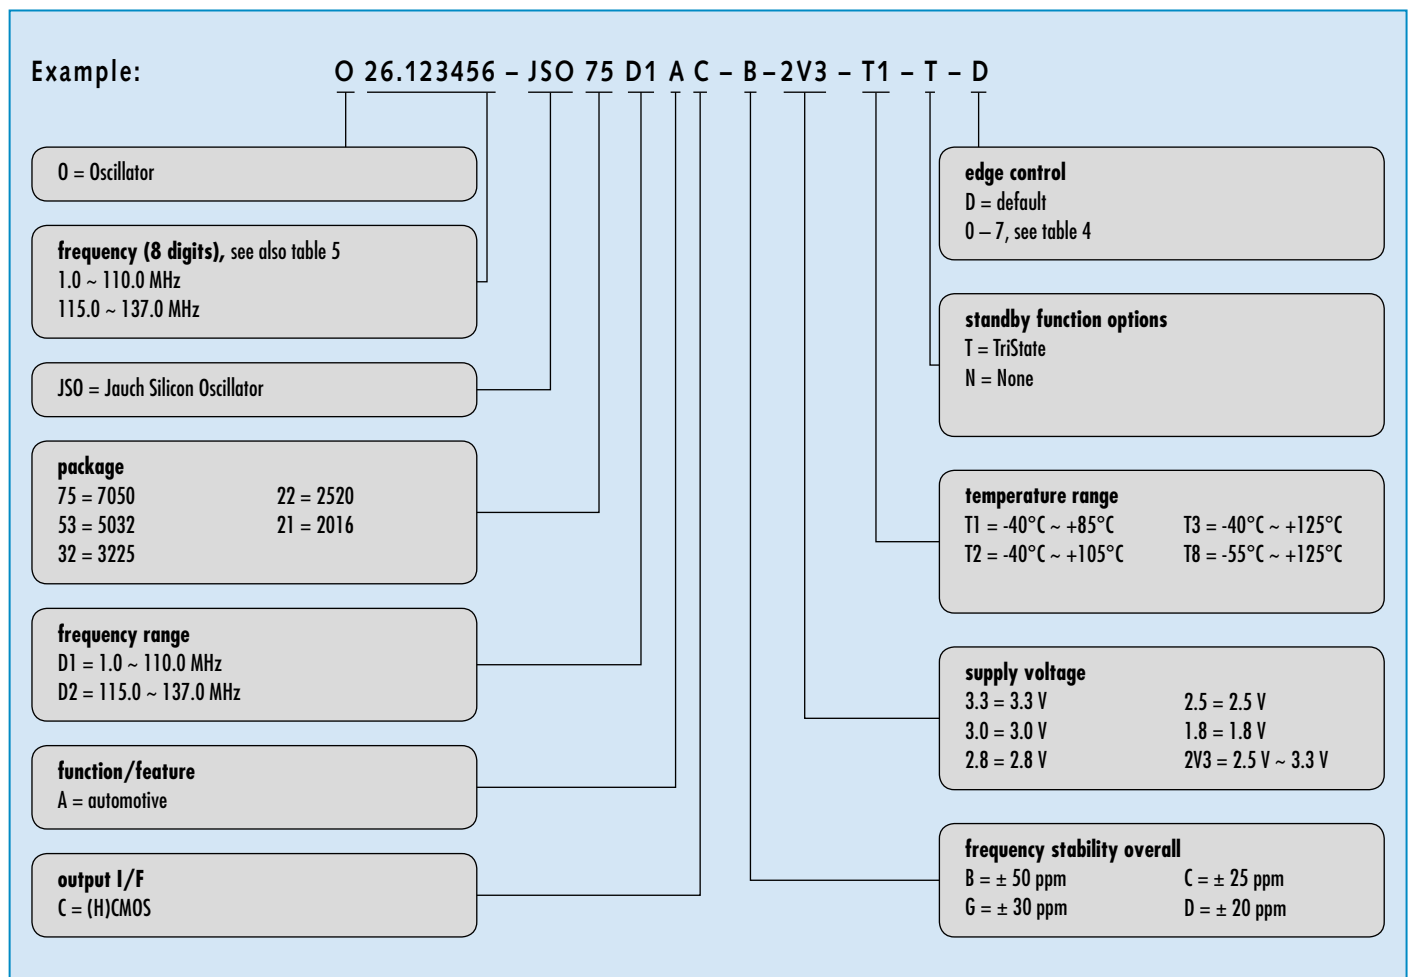 Example: O 26.123456 – JSO 75 D1 A C – B – 2V3 – T1 – T – D
O = Oscillator
frequency (8 digits), see also table 5
1.0 ~ 110.0 MHz
115.0 ~ 137.0 MHz
JSO = Jauch Silicon Oscillator
package
75 = 7050 22 = 2520
53 = 5032 21 = 2016
32 = 3225
frequency range
D1 = 1.0 ~ 110.0 MHz
D2 = 115.0 ~ 137.0 MHz
function/feature
A = automotive
output I/F
C = (H)CMOS
edge control
D = default
0 – 7, see table 4
standby function options
T = TriState
N = None
temperature range
T1 = -40°C ~ +85°C T3 = -40°C ~ +125°C
T2 = -40°C ~ +105°C T8 = -55°C ~ +125°C
supply voltage
3.3 = 3.3 V 2.5 = 2.5 V
3.0 = 3.0 V 1.8 = 1.8 V
2.8 = 2.8 V 2V3 = 2.5 V ~ 3.3 V
frequency stability overall
B = ± 50 ppm C = ± 25 ppm
G = ± 30 ppm D = ± 20 ppm